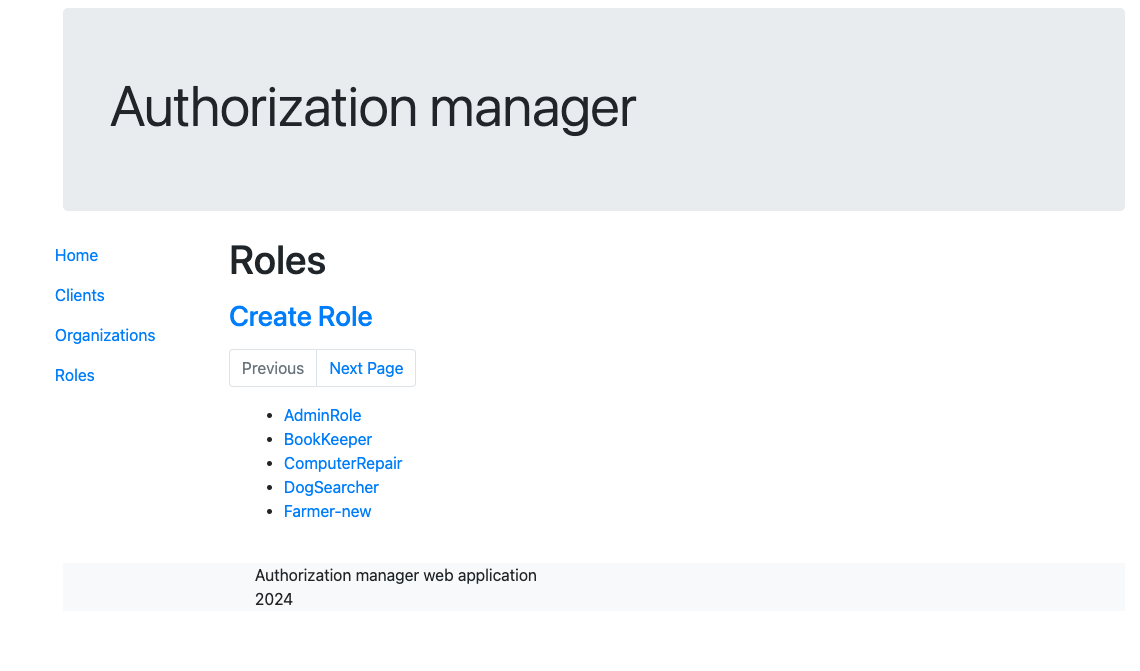 Authorization manager
Home
Clients
Organizations
Roles
Roles
Create Role
Previous
Next Page
AdminRole
BookKeeper
ComputerRepair
DogSearcher
Farmer-new
Authorization manager web application
2024